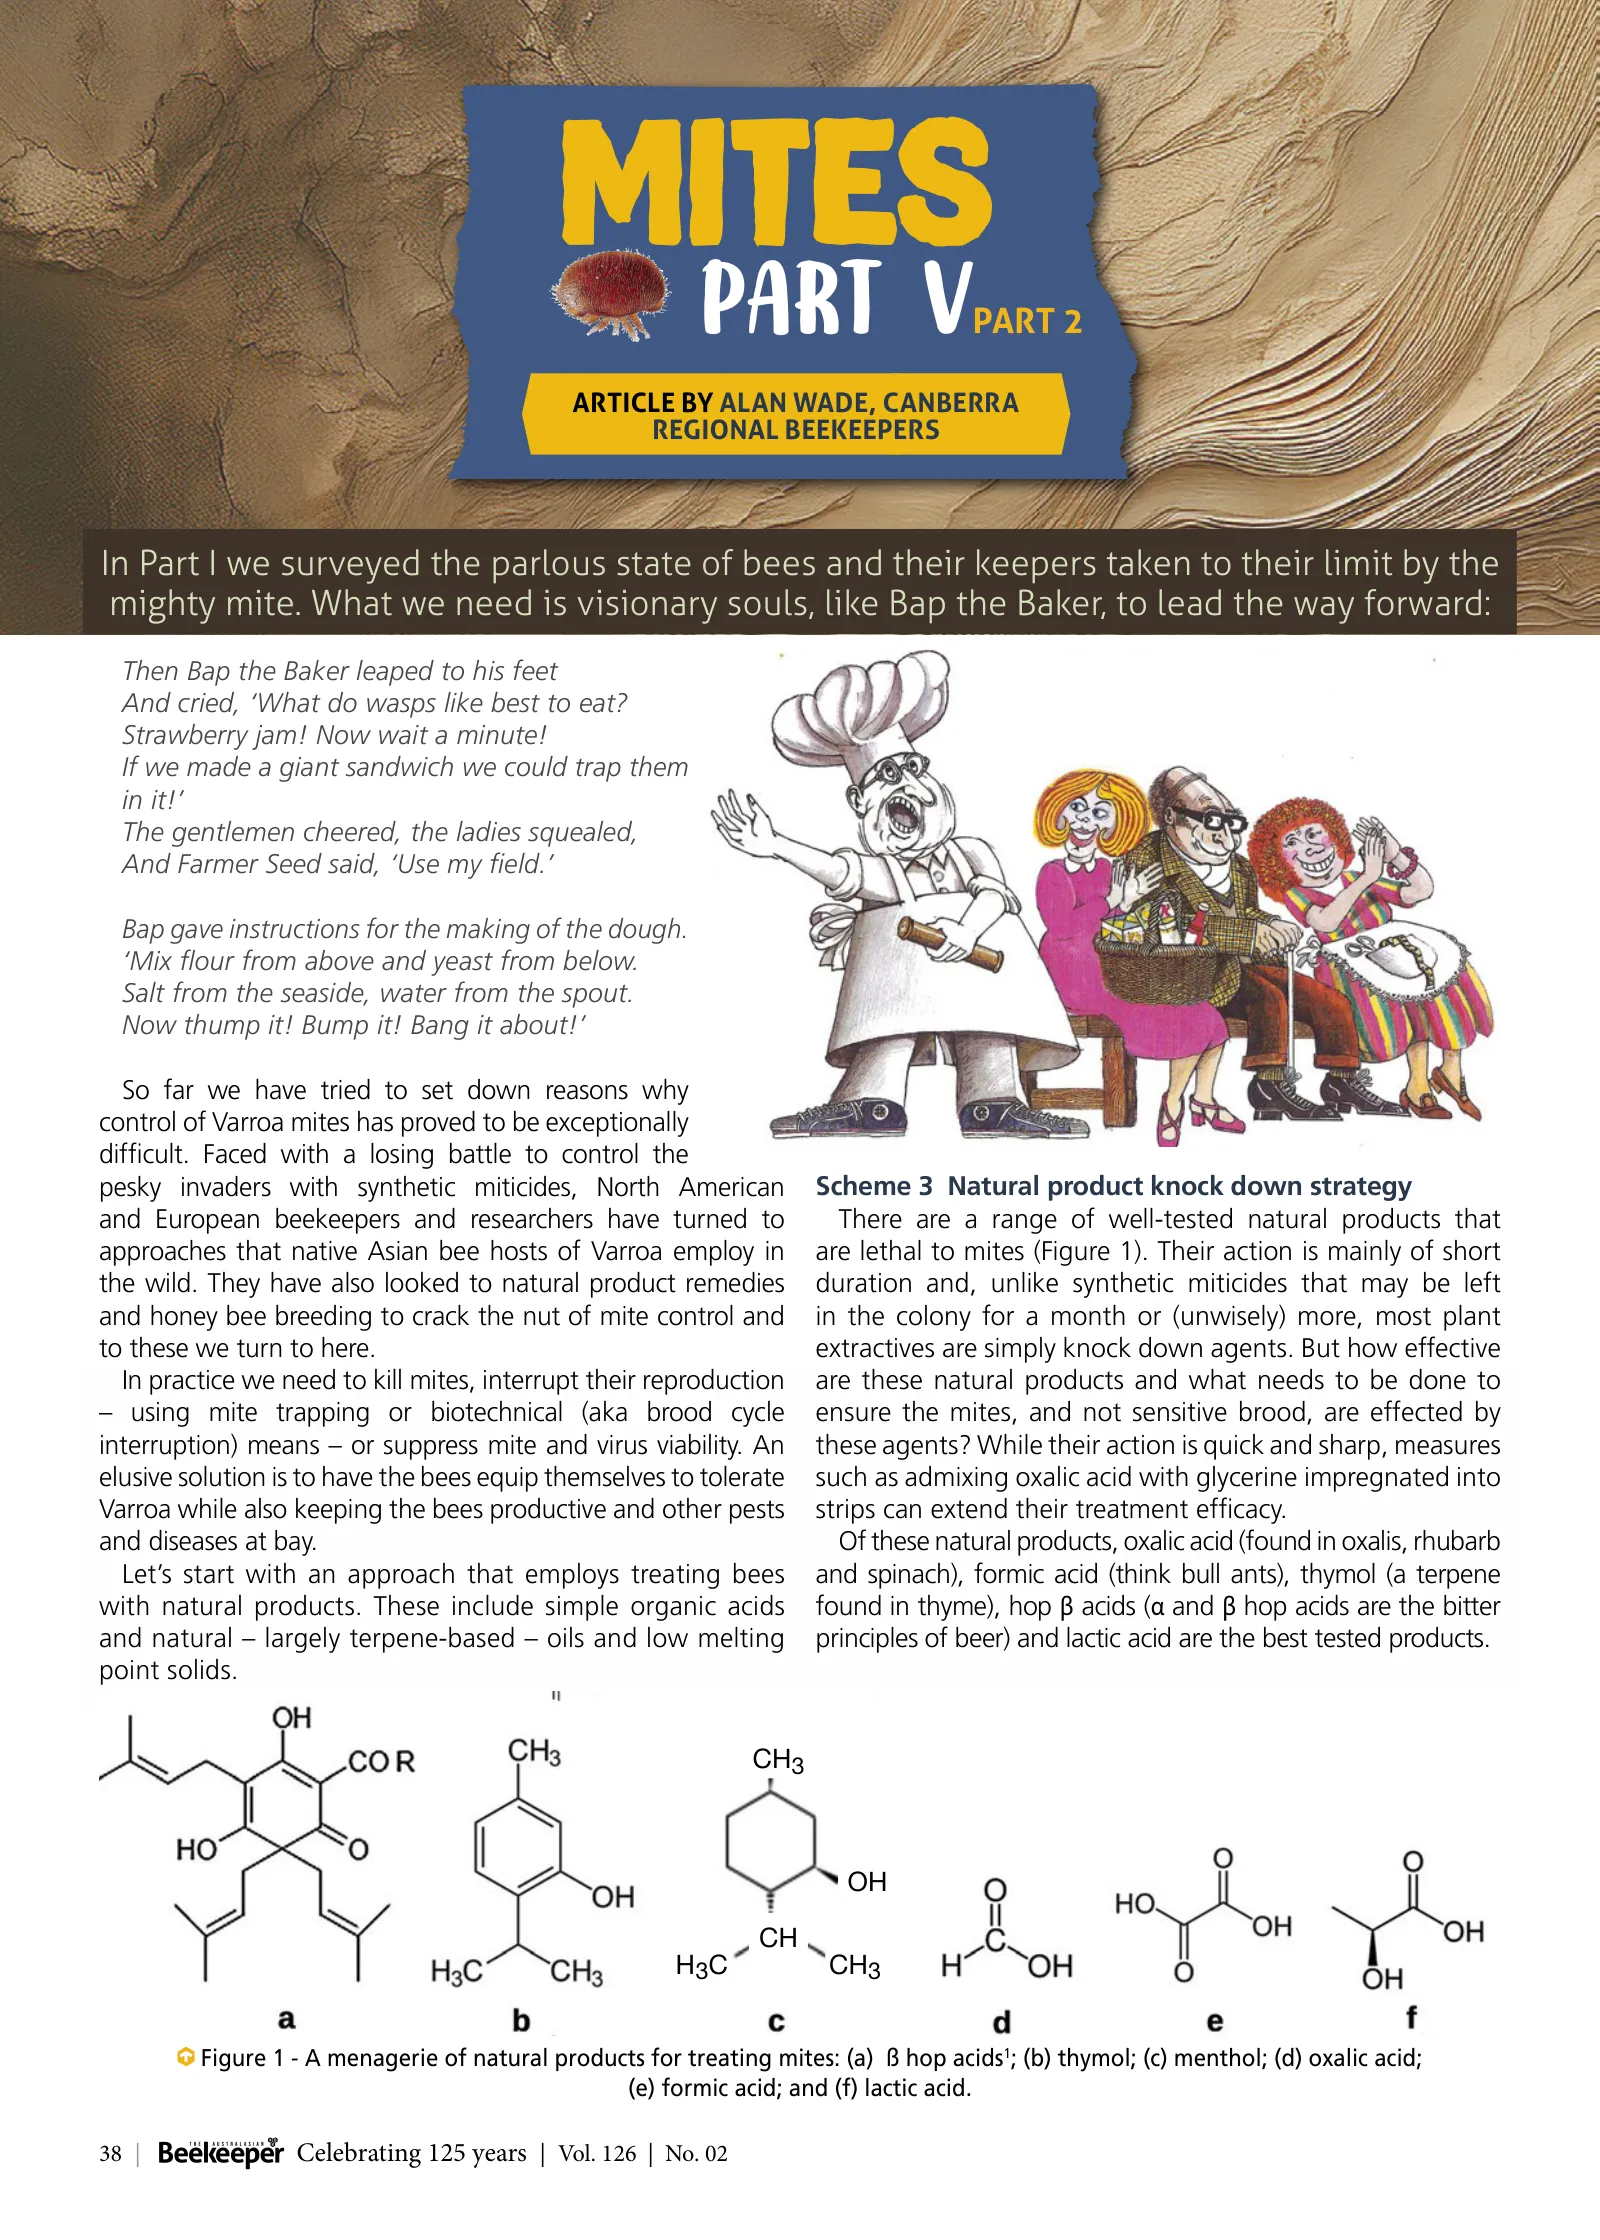 MITES
PART V PART 2
ARTICLE BY ALAN WADE, CANBERRA
REGIONAL BEEKEEPERS
In Part I we surveyed the parlous state of bees and their keepers taken to their limit by the
mighty mite. What we need is visionary souls, like Bap the Baker, to lead the way forward:
Then Bap the Baker leaped to his feet
And cried, ‘What do wasps like best to eat?
Strawberry jam! Now wait a minute!
If we made a giant sandwich we could trap them
in it!’
The gentlemen cheered, the ladies squealed,
And Farmer Seed said, ‘Use my field.’
Bap gave instructions for the making of the dough.
‘Mix flour from above and yeast from below.
Salt from the seaside, water from the spout.
Now thump it! Bump it! Bang it about!’
So far we have tried to set down reasons why
control of Varroa mites has proved to be exceptionally
difficult. Faced with a losing battle to control the
pesky invaders with synthetic miticides, North American
and European beekeepers and researchers have turned to
approaches that native Asian bee hosts of Varroa employ in
the wild. They have also looked to natural product remedies
and honey bee breeding to crack the nut of mite control and
to these we turn to here.
In practice we need to kill mites, interrupt their reproduction
– using mite trapping or biotechnical (aka brood cycle
interruption) means – or suppress mite and virus viability. An
elusive solution is to have the bees equip themselves to tolerate
Varroa while also keeping the bees productive and other pests
and diseases at bay.
Let’s start with an approach that employs treating bees
with natural products. These include simple organic acids
and natural – largely terpene-based – oils and low melting
point solids.
Scheme 3 Natural product knock down strategy
There are a range of well-tested natural products that
are lethal to mites (Figure 1). Their action is mainly of short
duration and, unlike synthetic miticides that may be left
in the colony for a month or (unwisely) more, most plant
extractives are simply knock down agents. But how effective
are these natural products and what needs to be done to
ensure the mites, and not sensitive brood, are effected by
these agents? While their action is quick and sharp, measures
such as admixing oxalic acid with glycerine impregnated into
strips can extend their treatment efficacy.
Of these natural products, oxalic acid (found in oxalis, rhubarb
and spinach), formic acid (think bull ants), thymol (a terpene
found in thyme), hop β acids (α and β hop acids are the bitter
principles of beer) and lactic acid are the best tested products.
OH
COR
HO
O
a
CH3
OH
H3C
CH3
b
CH3
OH
CH
H3C
CH3
c
O
C
H
OH
d
O
HO
OH
O
e
O
OH
OH
f
Figure 1 - A menagerie of natural products for treating mites: (a) ß hop acids¹; (b) thymol; (c) menthol; (d) oxalic acid;
(e) formic acid; and (f) lactic acid.
38 | THE AUSTRALASIAN Beekeeper Celebrating 125 years | Vol. 126 | No. 02